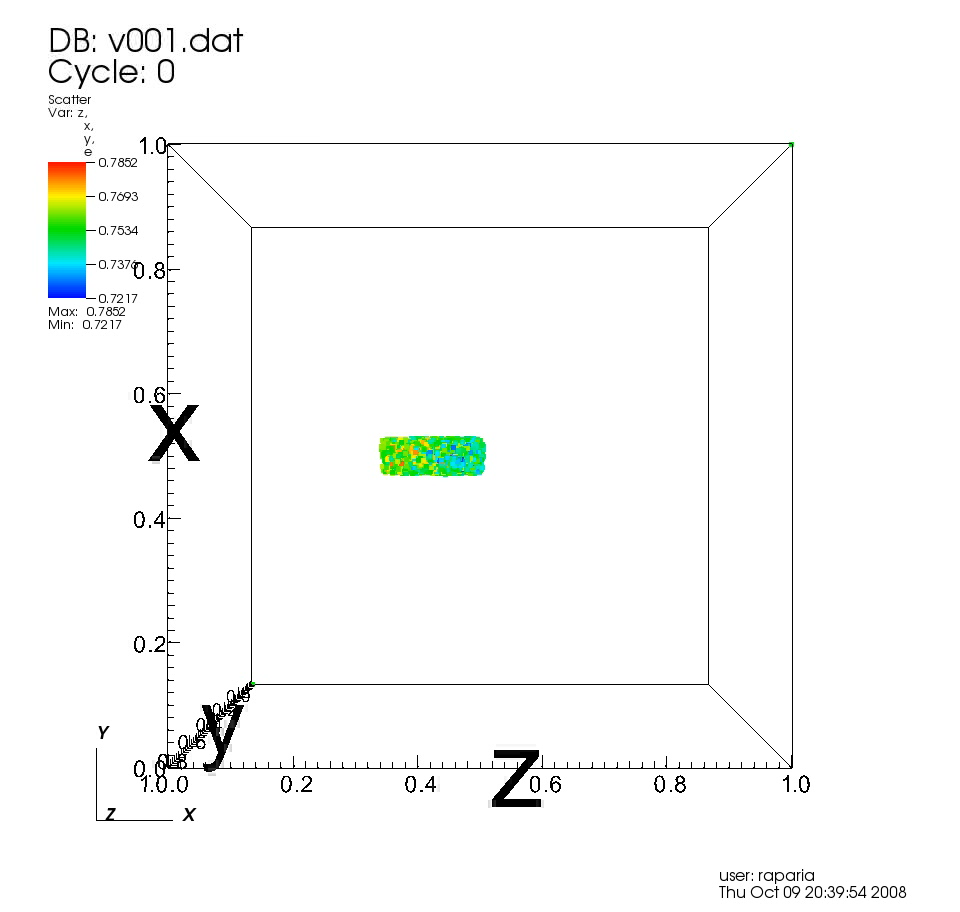 DB: v001.dat
Cycle: 0
Scatter
Var: z,
x,
y,
e
0.7852
0.7693
0.7534
0.7376
0.7217
Max: 0.7852
Min: 0.7217
1.0
0.8
0.6
X
0.4
0.2
0.0
y
1.0
0.0
0.2
0.4
z
0.6
0.8
1.0
Y
Z
X
user: raparia
Thu Oct 09 20:39:54 2008